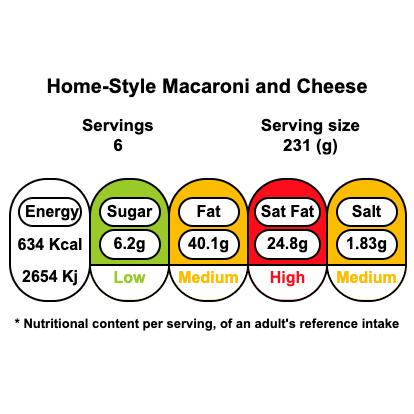 Home-Style Macaroni and Cheese
Servings Serving size
6 231 (g)
Energy Sugar Fat Sat Fat Salt
634 Kcal 6.2g 40.1g 24.8g 1.83g
2654 Kj Low Medium High Medium
* Nutritional content per serving, of an adult's reference intake